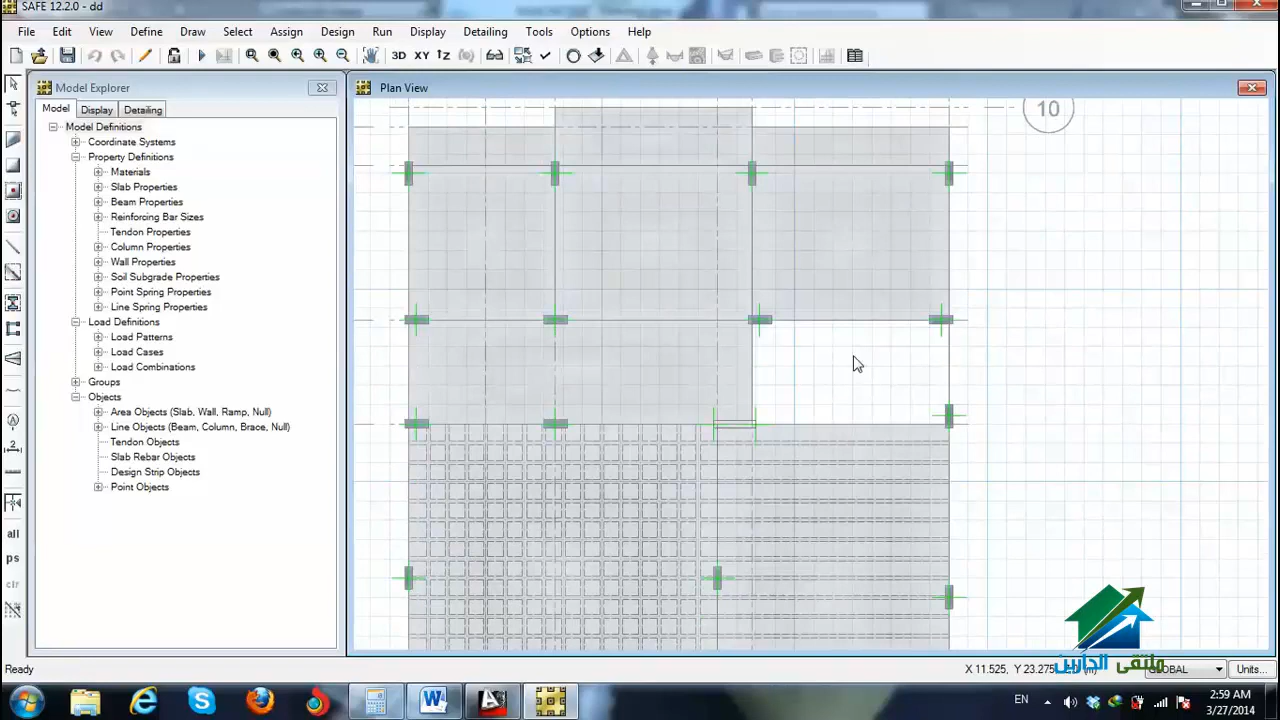 SAFE 12.2.0 - dd
File Edit View Define Draw Select Assign Design Run Display Detailing Tools Options Help
3D XY
Model Explorer
Plan View
Model Display Detailing
Model Definitions
Coordinate Systems
Property Definitions
Materials
Slab Properties
Beam Properties
Reinforcing Bar Sizes
Tendon Properties
Column Properties
Wall Properties
Soil Subgrade Properties
Point Spring Properties
Line Spring Properties
Load Definitions
Load Patterns
Load Cases
Load Combinations
Groups
Objects
Area Objects (Slab, Wall, Ramp, Null)
Line Objects (Beam, Column, Brace, Null)
Tendon Objects
Slab Rebar Objects
Design Strip Objects
Point Objects
all
ps
clr
10
ملتقى الدارسين
Ready
X 11.525, Y 23.275
GLOBAL
Units...
EN
2:59 AM
3/27/2014